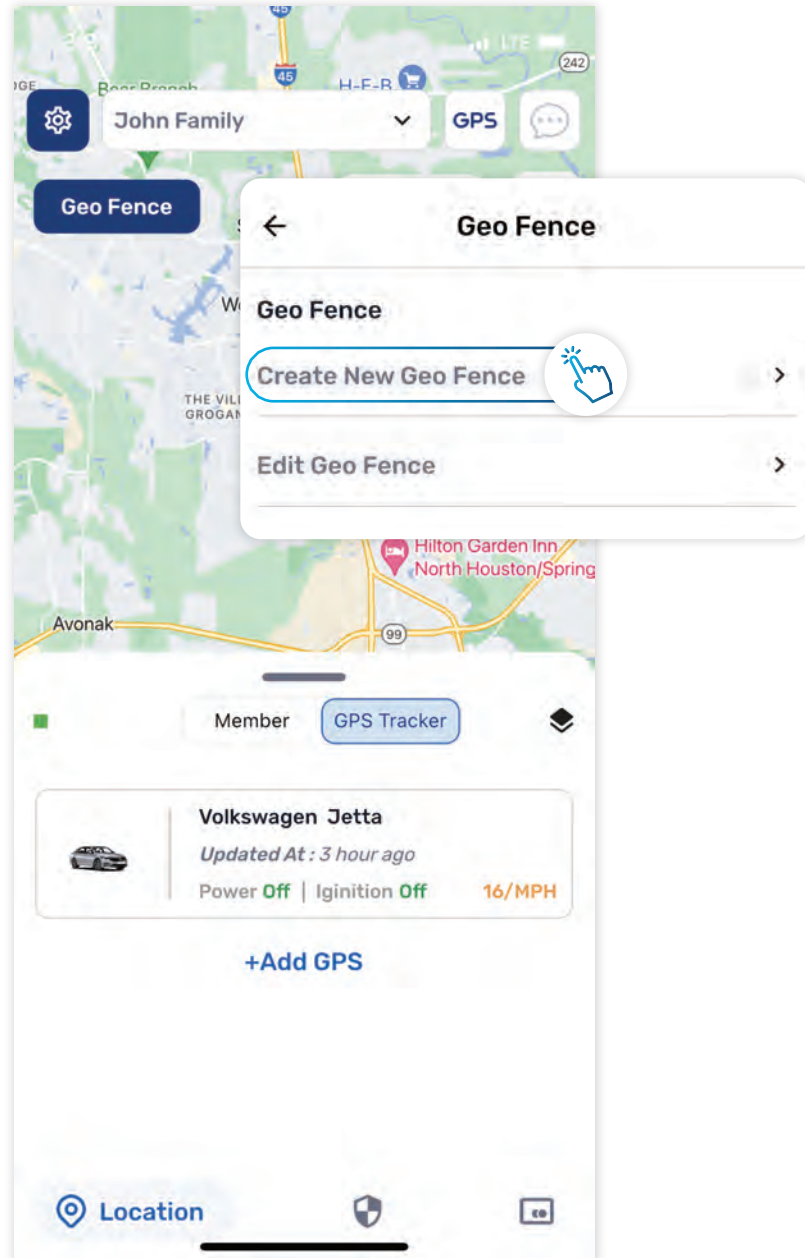 45
LTE
242
45
H-E-B
John Family
GPS
Geo Fence
Geo Fence
Geo Fence
Create New Geo Fence
THE VILL
GROGAN
Edit Geo Fence
Hilton Garden Inn
North Houston/Spring
Avonak
99
Member
GPS Tracker
Volkswagen Jetta
Updated At : 3 hour ago
Power Off | Iginition Off
16/MPH
+Add GPS
Location